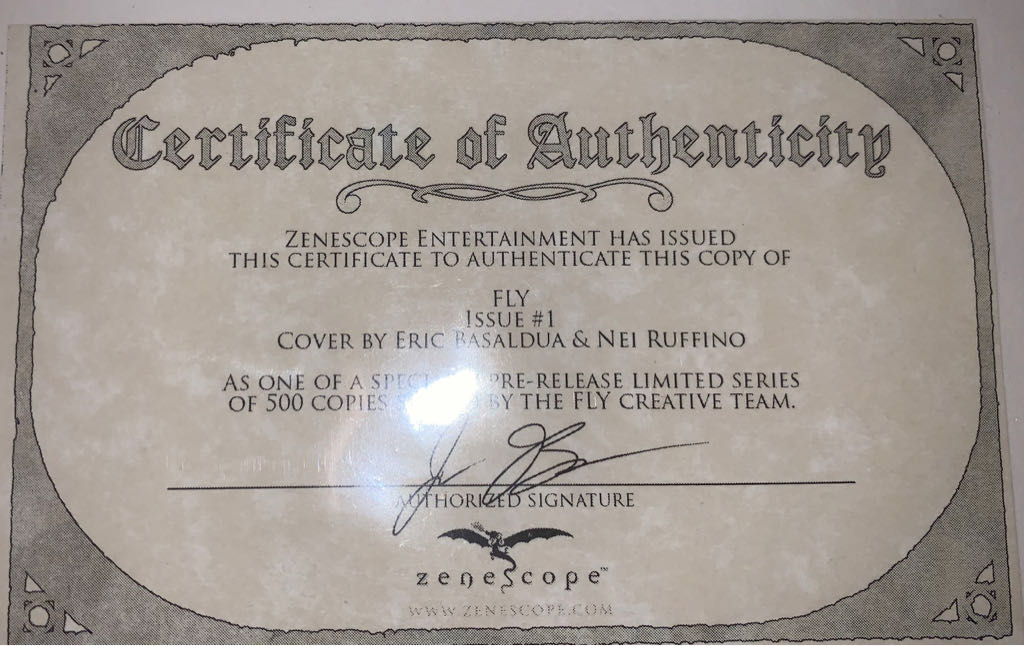 Certificate of Authenticity
Zenescope Entertainment has issued
this certificate to authenticate this copy of
FLY
Issue #1
Cover by Eric Basaldua & Nei Ruffino
As one of a pre-release limited series
of 500 copies by the FLY creative team.
Authorized Signature
zenescope™
www.zenescope.com